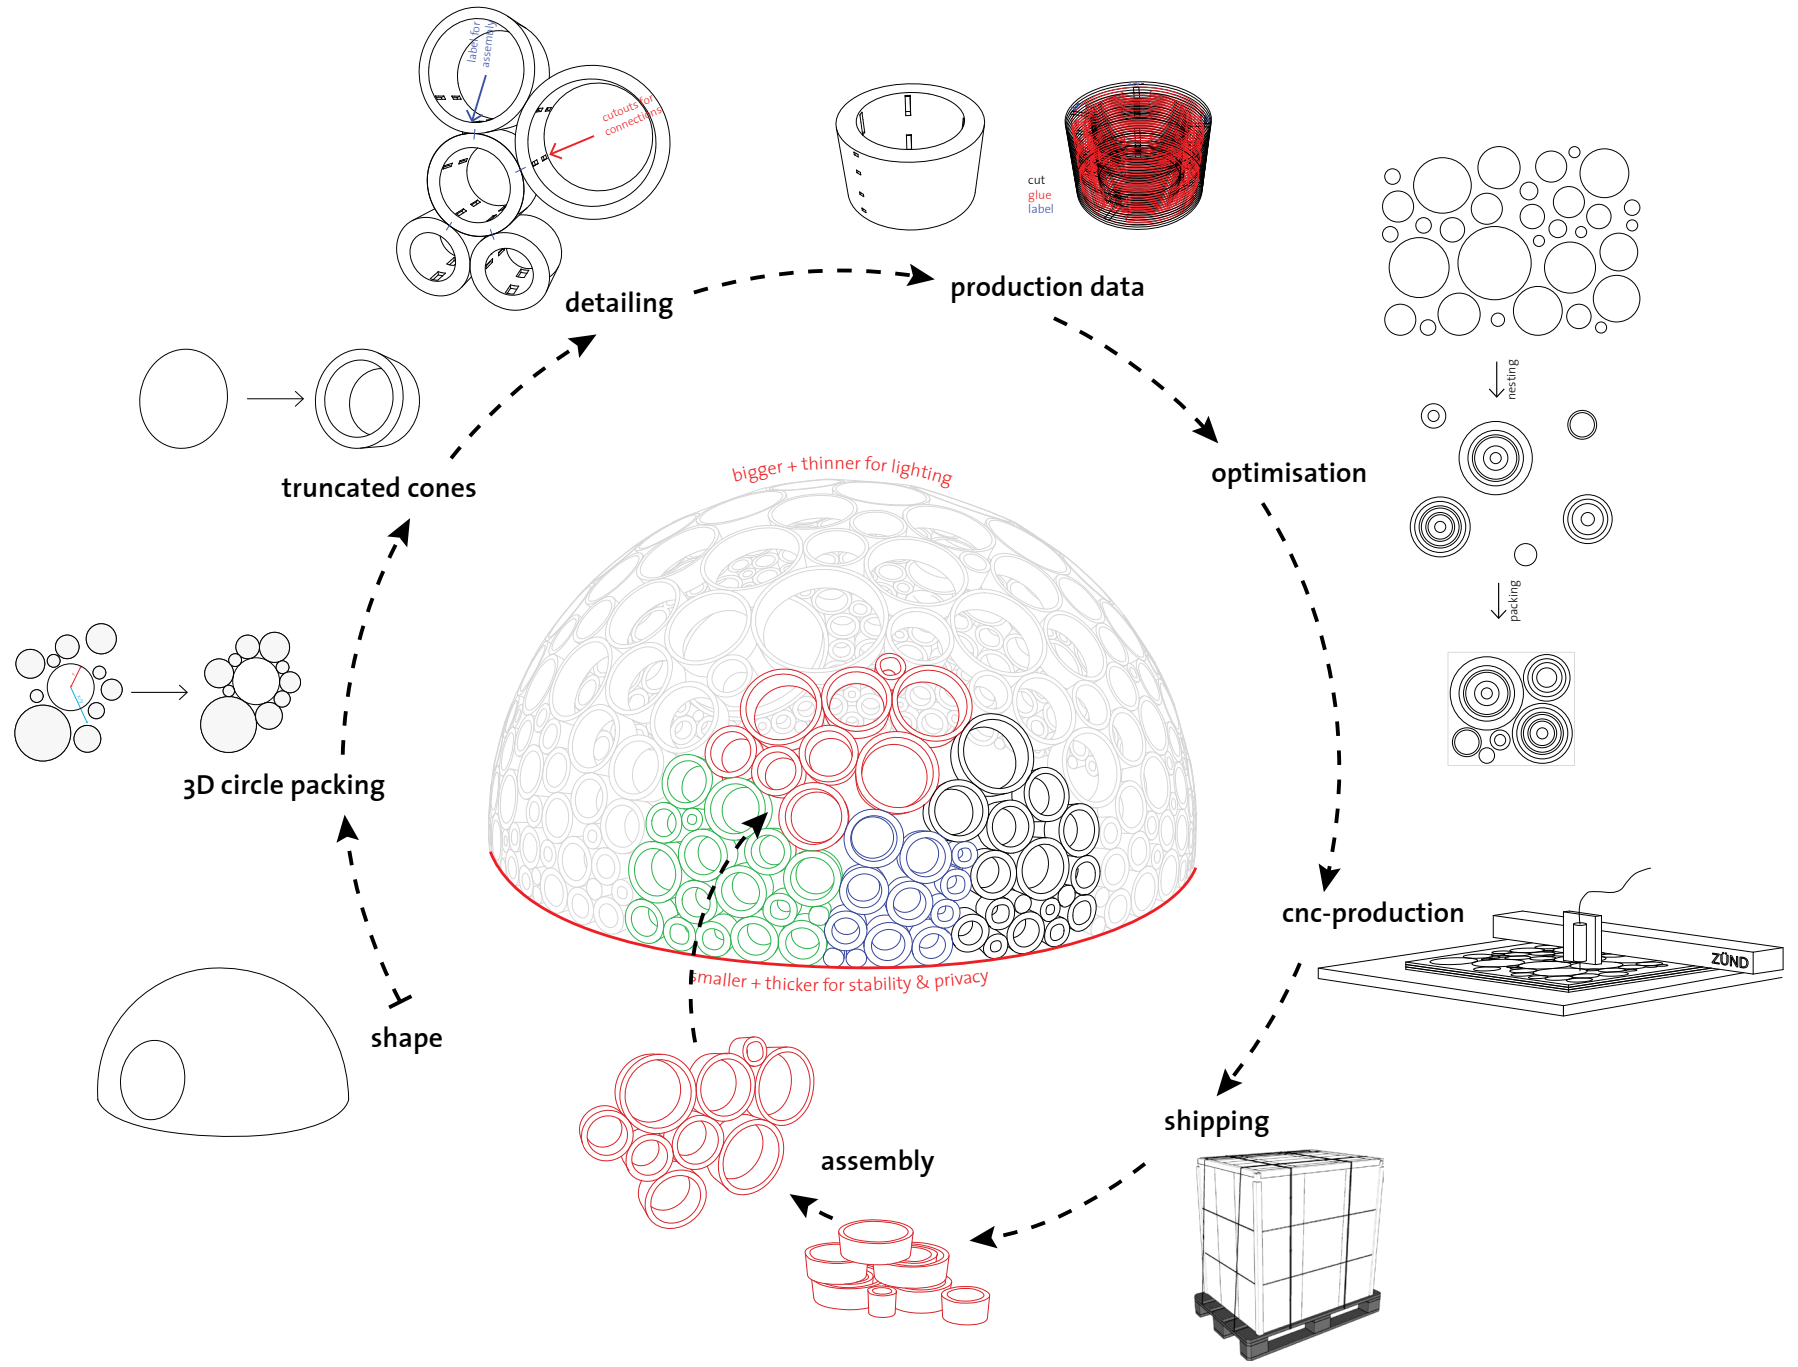 label for
assembly
cutouts for
connections
cut
glue
label
detailing
production data
nesting
truncated cones
optimisation
bigger + thinner for lighting
packing
3D circle packing
cnc-production
ZÜND
smaller + thicker for stability & privacy
shape
shipping
assembly